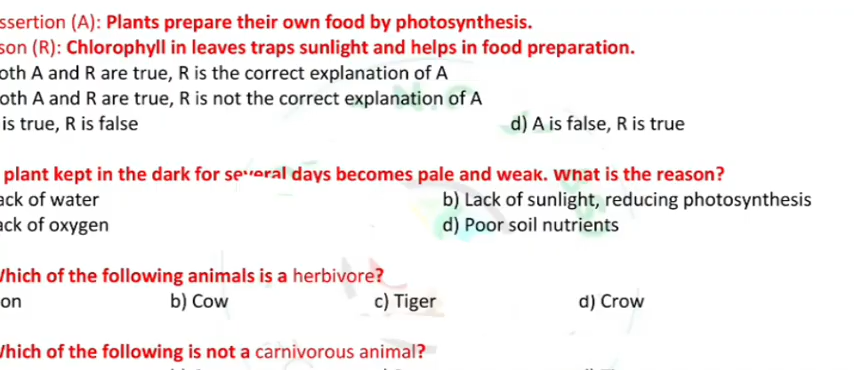 ssertion (A): Plants prepare their own food by photosynthesis.
son (R): Chlorophyll in leaves traps sunlight and helps in food preparation.
oth A and R are true, R is the correct explanation of A
oth A and R are true, R is not the correct explanation of A
is true, R is false d) A is false, R is true
plant kept in the dark for several days becomes pale and weak. What is the reason?
ack of water b) Lack of sunlight, reducing photosynthesis
ack of oxygen d) Poor soil nutrients
Which of the following animals is a herbivore?
on b) Cow c) Tiger d) Crow
Which of the following is not a carnivorous animal?